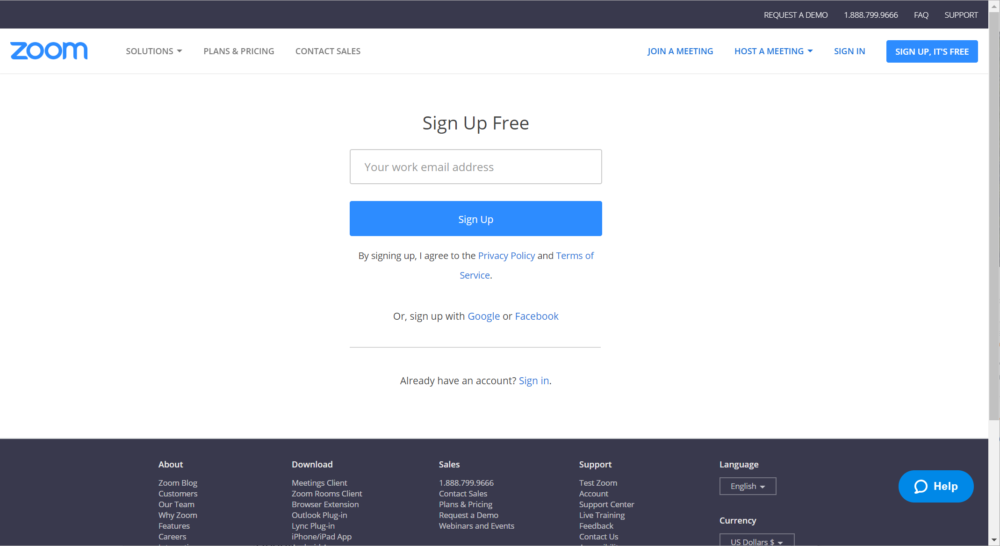 REQUEST A DEMO 1.888.799.9666 FAQ SUPPORT
zoom SOLUTIONS PLANS & PRICING CONTACT SALES JOIN A MEETING HOST A MEETING SIGN IN SIGN UP, IT'S FREE
Sign Up Free
Your work email address
Sign Up
By signing up, I agree to the Privacy Policy and Terms of
Service.
Or, sign up with Google or Facebook
Already have an account? Sign in.
About
Zoom Blog
Customers
Our Team
Why Zoom
Features
Careers
Download
Meetings Client
Zoom Rooms Client
Browser Extension
Outlook Plug-in
Lync Plug-in
iPhone/iPad App
Sales
1.888.799.9666
Contact Sales
Plans & Pricing
Request a Demo
Webinars and Events
Support
Test Zoom
Account
Support Center
Live Training
Feedback
Contact Us
Language
English
Currency
US Dollars $
Help